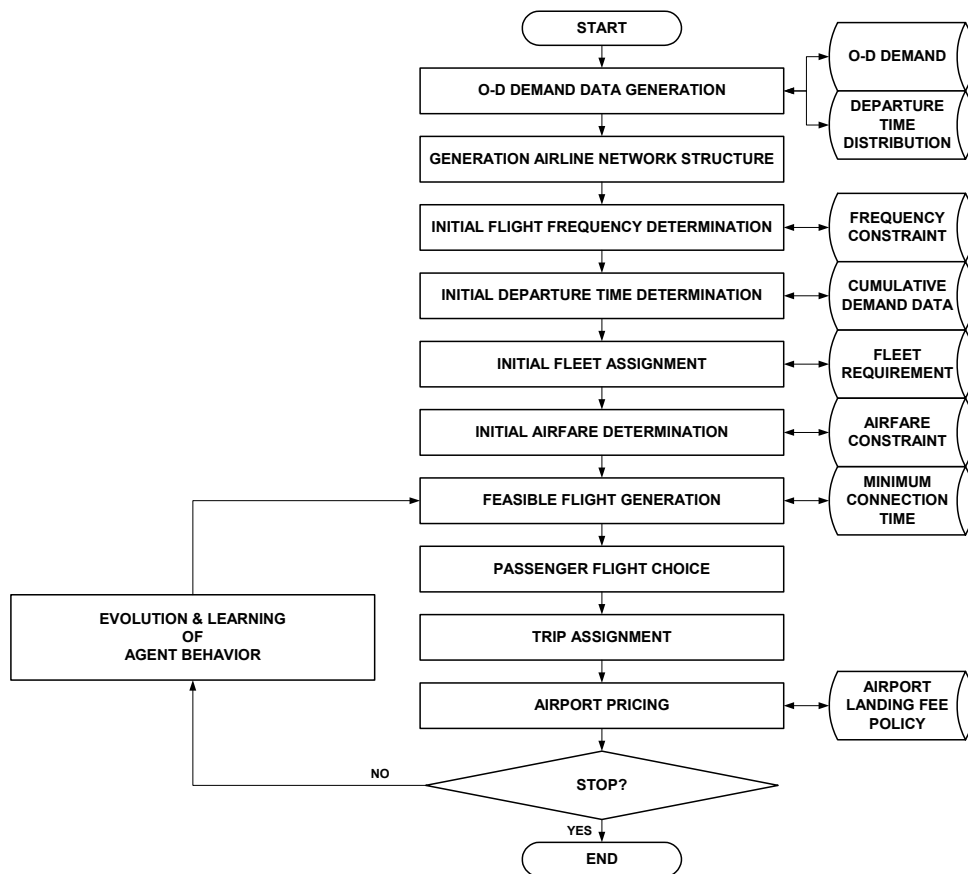 START
O-D DEMAND DATA GENERATION
O-D DEMAND
DEPARTURE
TIME
DISTRIBUTION
GENERATION AIRLINE NETWORK STRUCTURE
INITIAL FLIGHT FREQUENCY DETERMINATION
FREQUENCY
CONSTRAINT
INITIAL DEPARTURE TIME DETERMINATION
CUMULATIVE
DEMAND DATA
INITIAL FLEET ASSIGNMENT
FLEET
REQUIREMENT
INITIAL AIRFARE DETERMINATION
AIRFARE
CONSTRAINT
FEASIBLE FLIGHT GENERATION
MINIMUM
CONNECTION
TIME
PASSENGER FLIGHT CHOICE
EVOLUTION & LEARNING
OF
AGENT BEHAVIOR
TRIP ASSIGNMENT
AIRPORT PRICING
AIRPORT
LANDING FEE
POLICY
STOP?
NO
YES
END